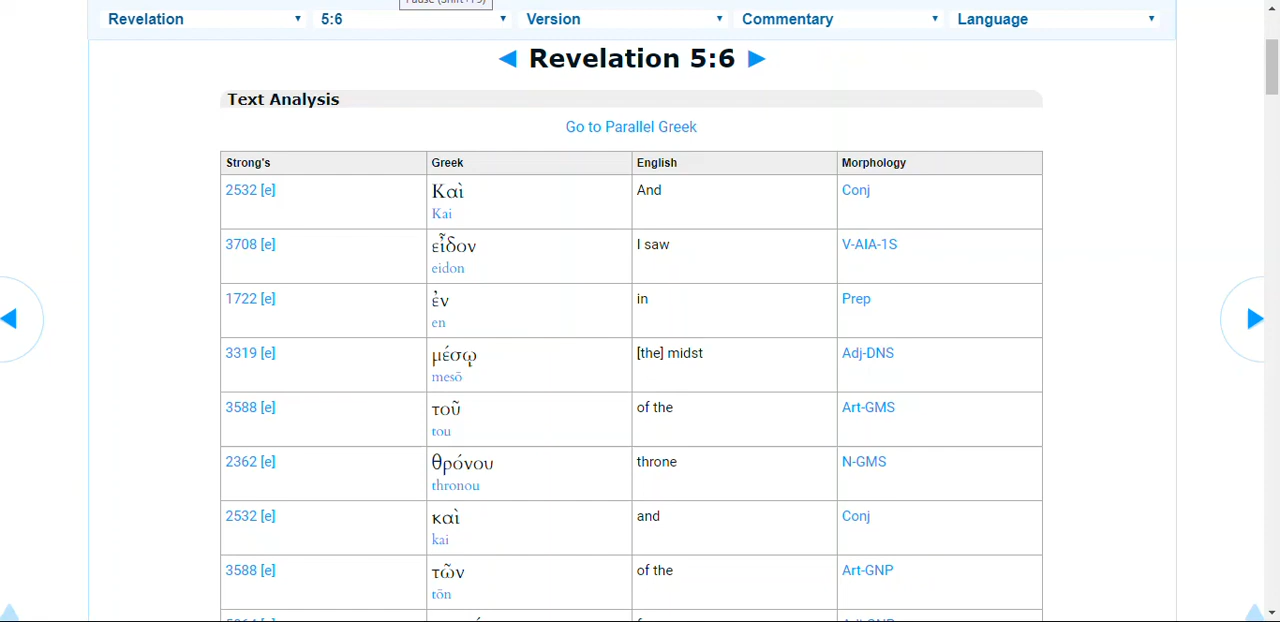 Revelation 5:6 Version Commentary Language
Revelation 5:6
Text Analysis
Go to Parallel Greek
Strong's Greek English Morphology
2532 [e] Καὶ And Conj
Kai
3708 [e] εἶδον I saw V-AIA-1S
eidon
1722 [e] ἐν in Prep
en
3319 [e] μέσῳ [the] midst Adj-DNS
mesō
3588 [e] τοῦ of the Art-GMS
tou
2362 [e] θρόνου throne N-GMS
thronou
2532 [e] καὶ and Conj
kai
3588 [e] τῶν of the Art-GNP
tōn